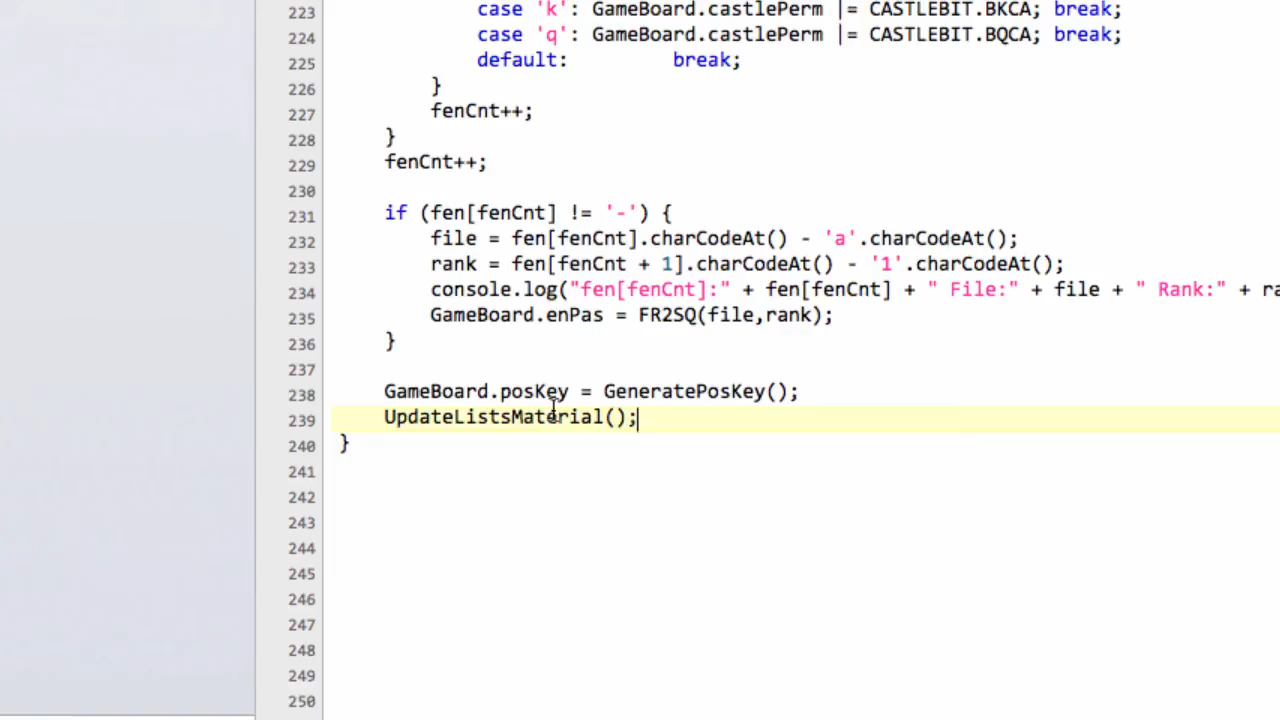 223 case 'k': GameBoard.castlePerm |= CASTLEBIT.BKCA; break;
224 case 'q': GameBoard.castlePerm |= CASTLEBIT.BQCA; break;
225 default: break;
226 }
227 fenCnt++;
228 }
229 fenCnt++;
230
231 if (fen[fenCnt] != '-') {
232 file = fen[fenCnt].charCodeAt() - 'a'.charCodeAt();
233 rank = fen[fenCnt + 1].charCodeAt() - '1'.charCodeAt();
234 console.log("fen[fenCnt]:" + fen[fenCnt] + " File:" + file + " Rank:" + ra
235 GameBoard.enPas = FR2SQ(file,rank);
236 }
237
238 GameBoard.posKey = GeneratePosKey();
239 UpdateListsMaterial();
240 }
241
242
243
244
245
246
247
248
249
250